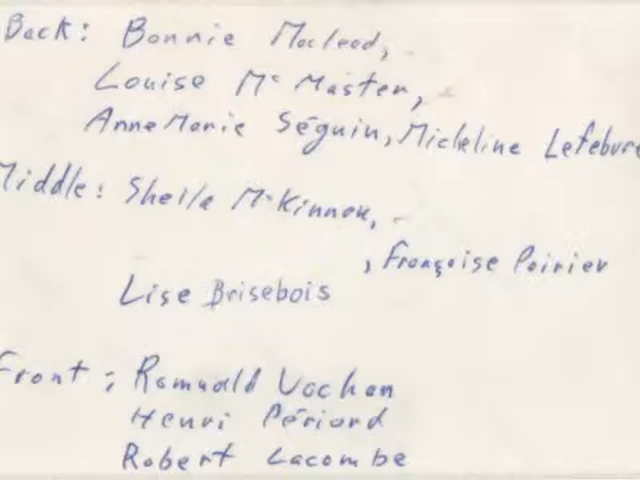 Back: Bonnie Macleod,
Louise McMaster,
AnneMarie Séguin, Micheline Lefebvre
Middle: Sheila McKinnon,
, Françoise Poirier
Lise Brisebois
Front: Romuald Vachon
Henri Périard
Robert Lacombe